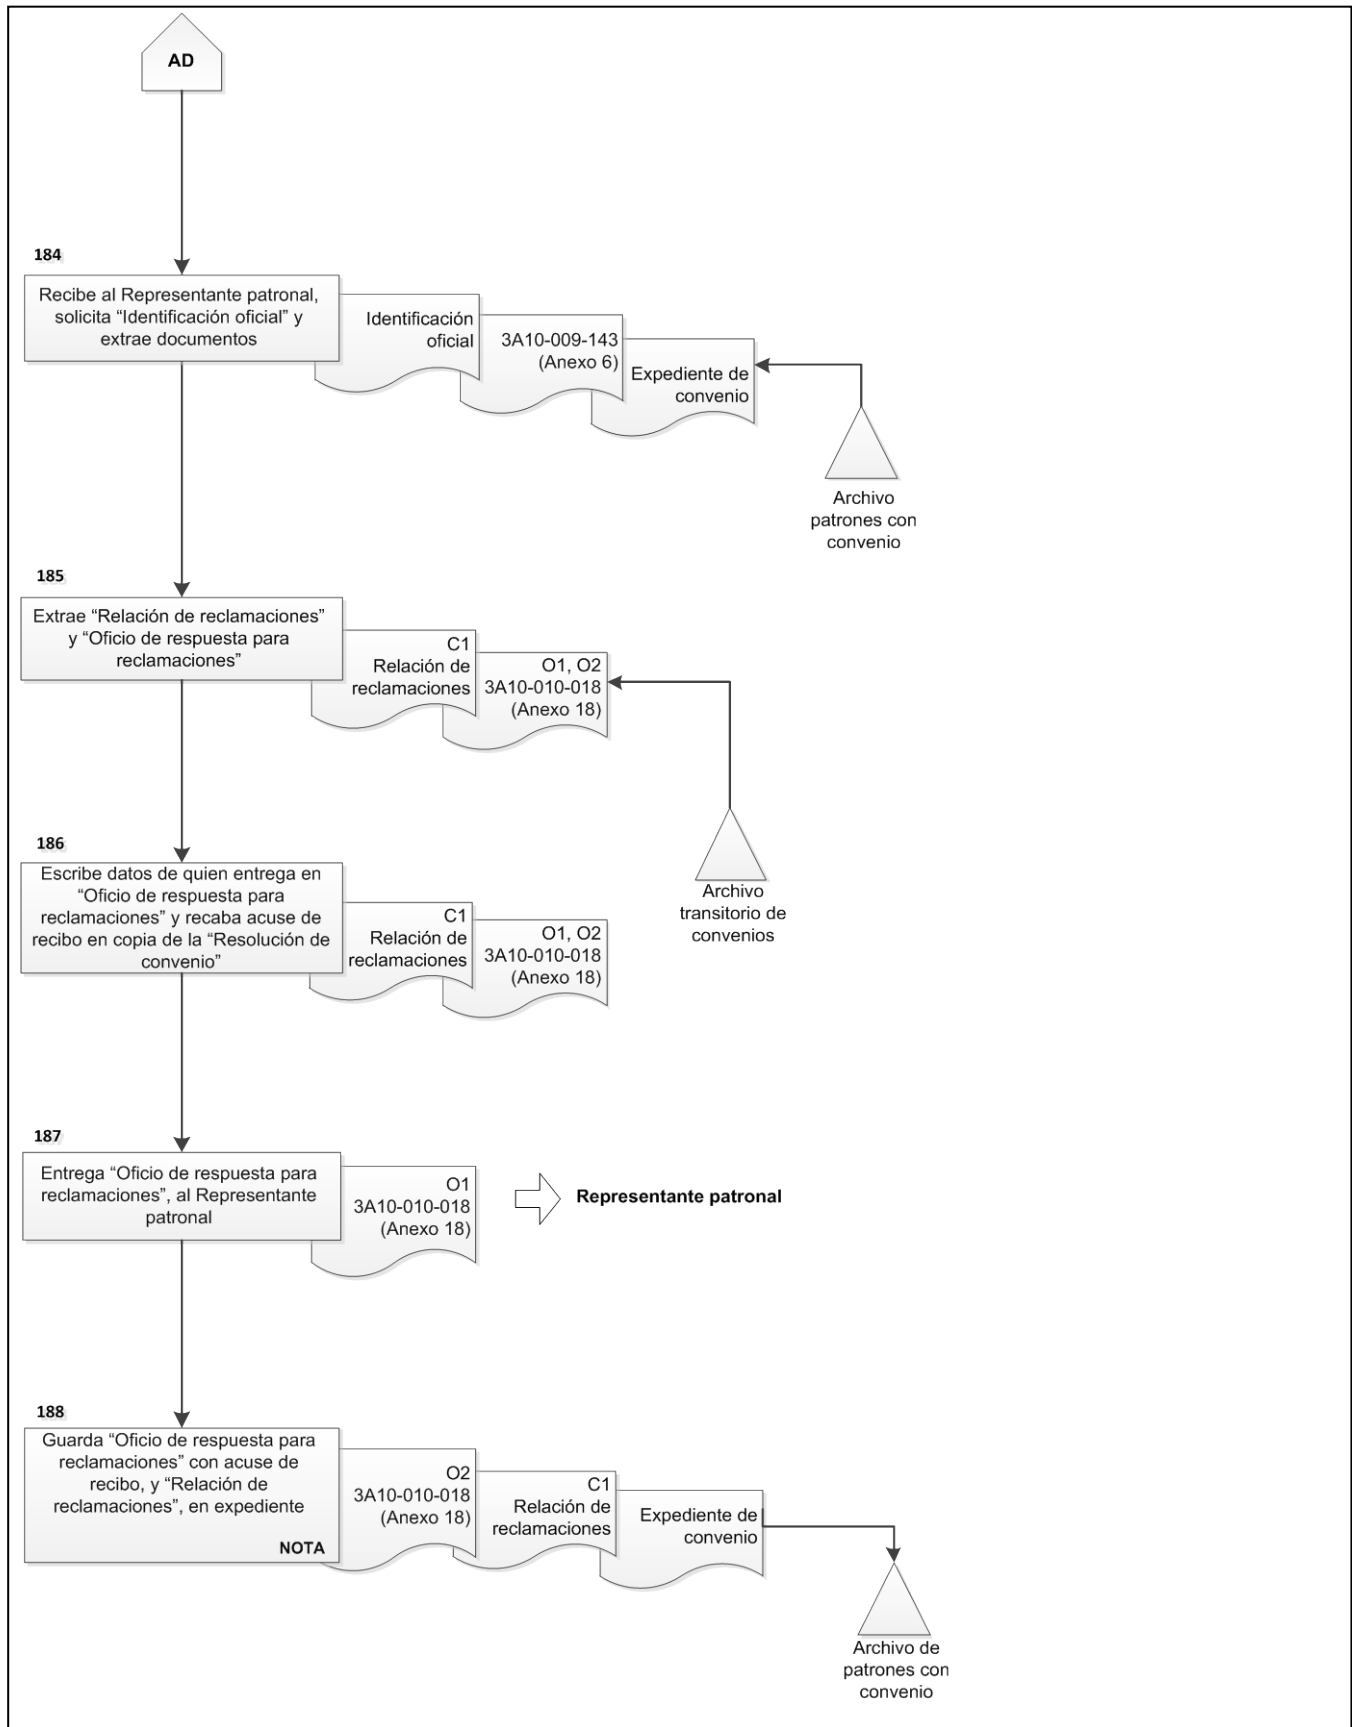 AD
184
Recibe al Representante patronal,
solicita “Identificación oficial” y
extrae documentos
Identificación
oficial
3A10-009-143
(Anexo 6)
Expediente de
convenio
Archivo
patrones con
convenio
185
Extrae “Relación de reclamaciones”
y “Oficio de respuesta para
reclamaciones”
C1
Relación de
reclamaciones
O1, O2
3A10-010-018
(Anexo 18)
Archivo
transitorio de
convenios
186
Escribe datos de quien entrega en
“Oficio de respuesta para
reclamaciones” y recaba acuse de
recibo en copia de la “Resolución de
convenio”
C1
Relación de
reclamaciones
O1, O2
3A10-010-018
(Anexo 18)
187
Entrega “Oficio de respuesta para
reclamaciones”, al Representante
patronal
O1
3A10-010-018
(Anexo 18)
Representante patronal
188
Guarda “Oficio de respuesta para
reclamaciones” con acuse de
recibo, y “Relación de
reclamaciones”, en expediente
NOTA
O2
3A10-010-018
(Anexo 18)
C1
Relación de
reclamaciones
Expediente de
convenio
Archivo de
patrones con
convenio